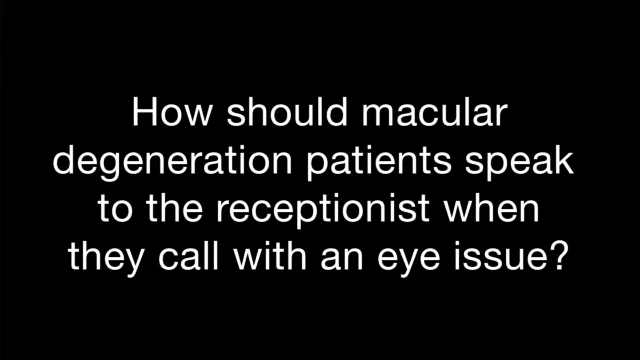 How should macular
degeneration patients speak
to the receptionist when
they call with an eye issue?